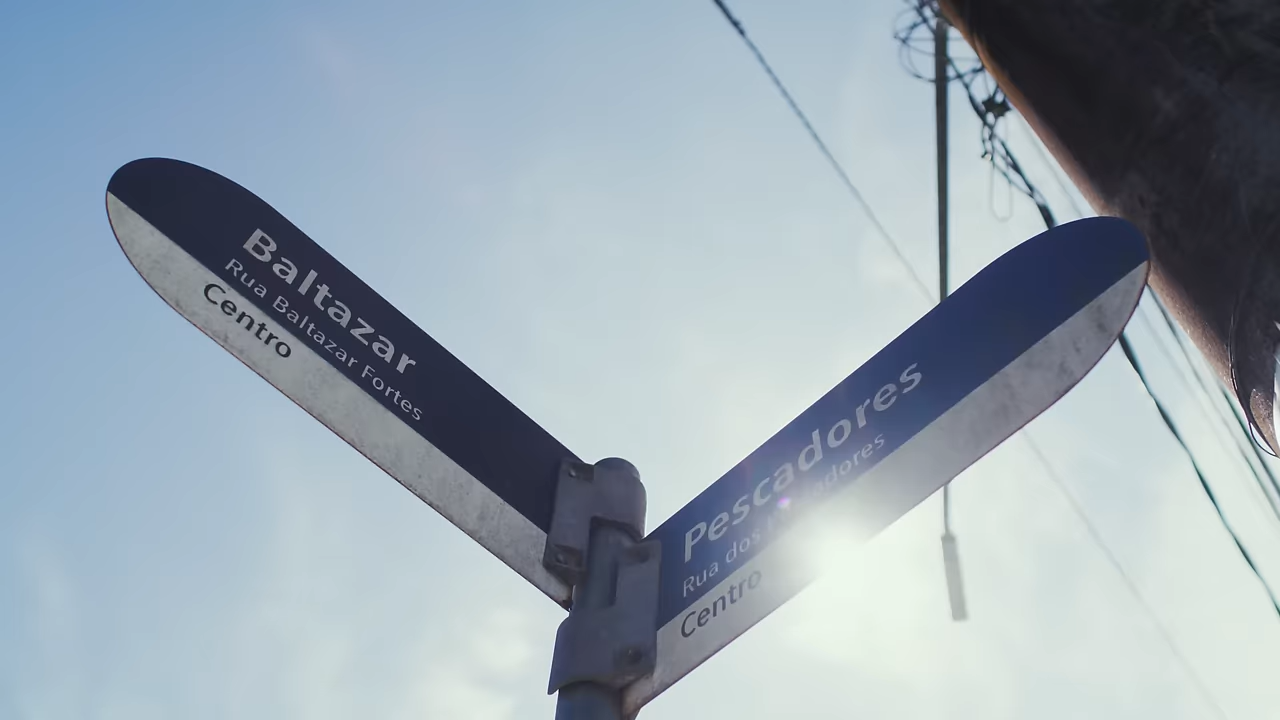 Baltazar
Rua Baltazar Fortes
Centro
Pescadores
Rua dos
Centro